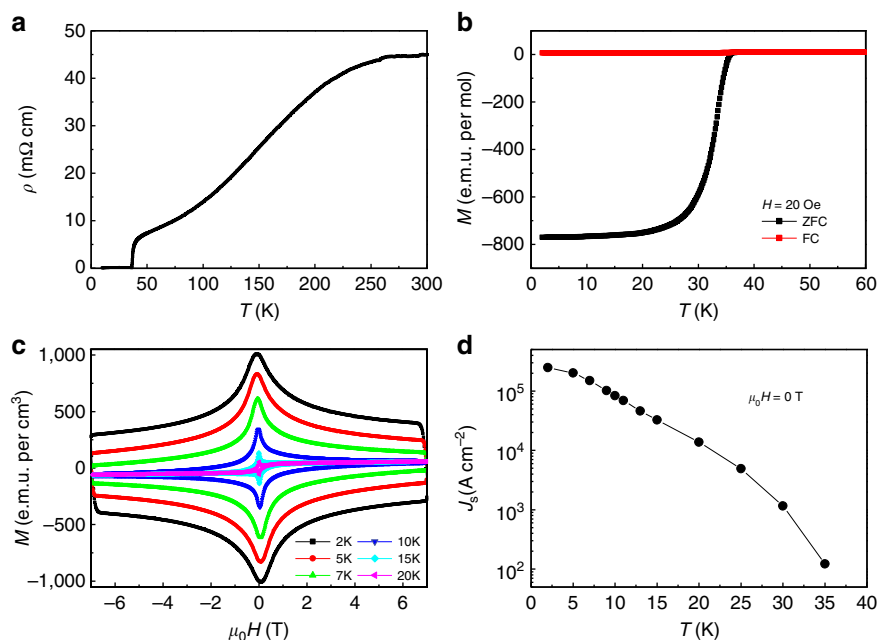 a
50
40
30
20
10
0
ρ (mΩ cm)
0 50 100 150 200 250 300
T (K)
b
0
–200
–400
–600
–800
M (e.m.u. per mol)
H = 20 Oe
ZFC
FC
0 10 20 30 40 50 60
T (K)
c
1,000
500
0
–500
–1,000
M (e.m.u. per cm³)
2K 10K
5K 15K
7K 20K
–6 –4 –2 0 2 4 6
μ₀H (T)
d
10⁵
10⁴
10³
10²
Jₛ(A cm⁻²)
μ₀H = 0 T
0 5 10 15 20 25 30 35 40
T (K)